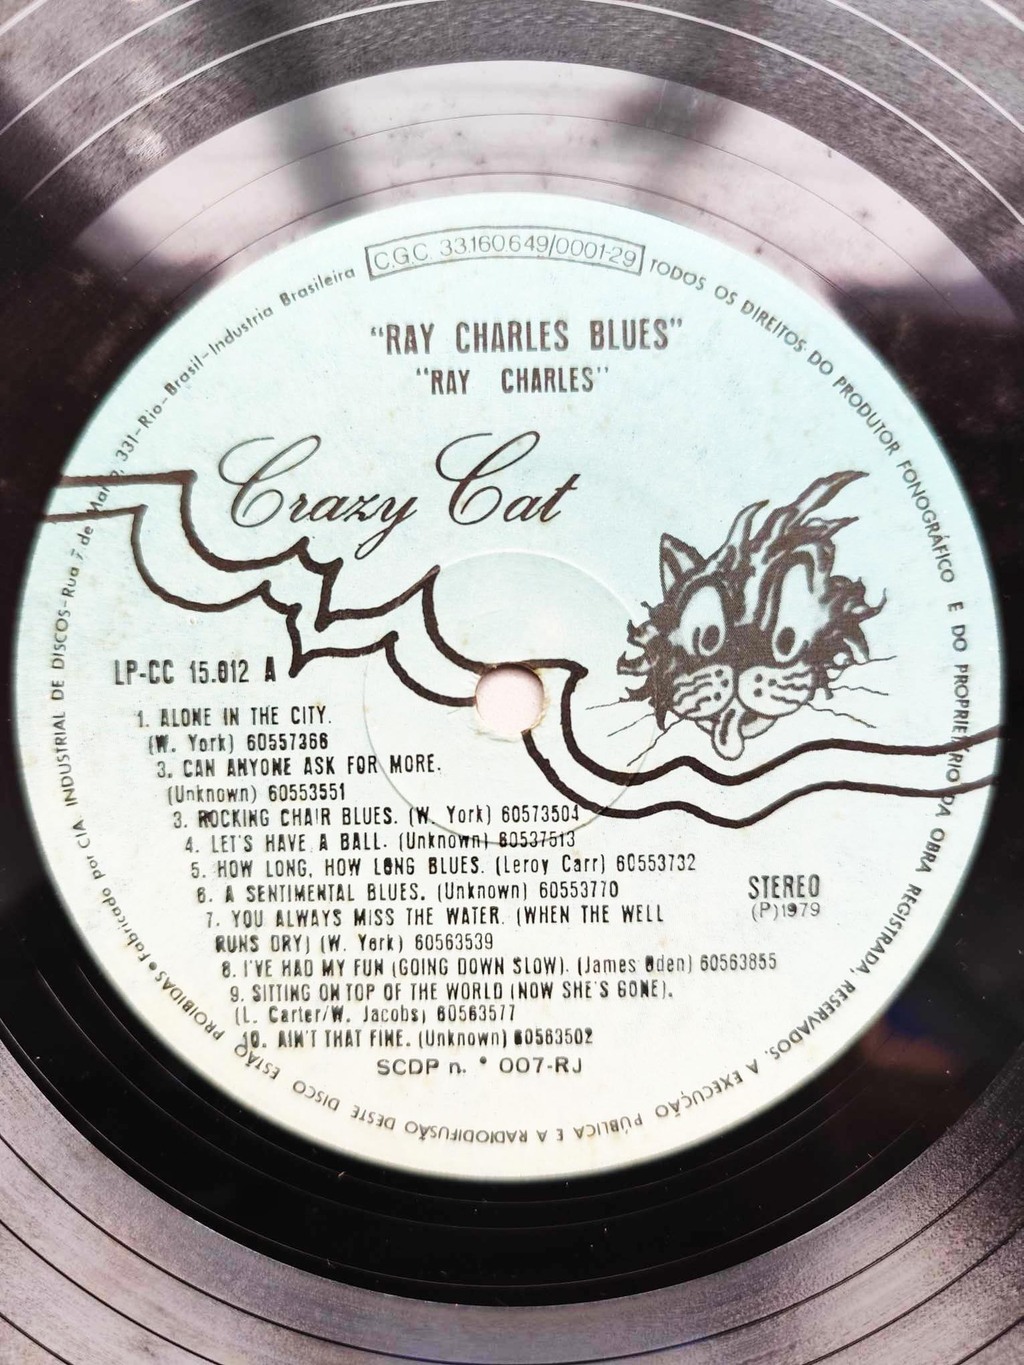 C.G.C. 33.160.649/0001-29
TODOS OS DIREITOS DO PRODUTOR FONOGRÁFICO E DO PROPRIETÁRIO DA OBRA REGISTRADA, RESERVADOS. A EXECUÇÃO PÚBLICA E A RADIODIFUSÃO DESTE DISCO ESTÃO PROIBIDAS • Fabricado por CIA INDUSTRIAL DE DISCOS-Rua 7 de Março, 331-Rio-Brasil-Industria Brasileira
"RAY CHARLES BLUES"
"RAY CHARLES"
Crazy Cat
LP-CC 15.012 A
1. ALONE IN THE CITY.
(W. York) 60557366
3. CAN ANYONE ASK FOR MORE.
(Unknown) 60553551
3. ROCKING CHAIR BLUES. (W. York) 60573504
4. LET'S HAVE A BALL. (Unknown) 60537513
5. HOW LONG, HOW LONG BLUES. (Leroy Carr) 60553732
6. A SENTIMENTAL BLUES. (Unknown) 60553770
7. YOU ALWAYS MISS THE WATER. (WHEN THE WELL
RUNS DRY) (W. York) 60563539
8. I'VE HAD MY FUN (GOING DOWN SLOW). (James Oden) 60563855
9. SITTING ON TOP OF THE WORLD (NOW SHE'S GONE).
(L. Carter/W. Jacobs) 60563577
10. AIN'T THAT FINE. (Unknown) 60563502
SCDP n. º 007-RJ
STEREO
(P)1979